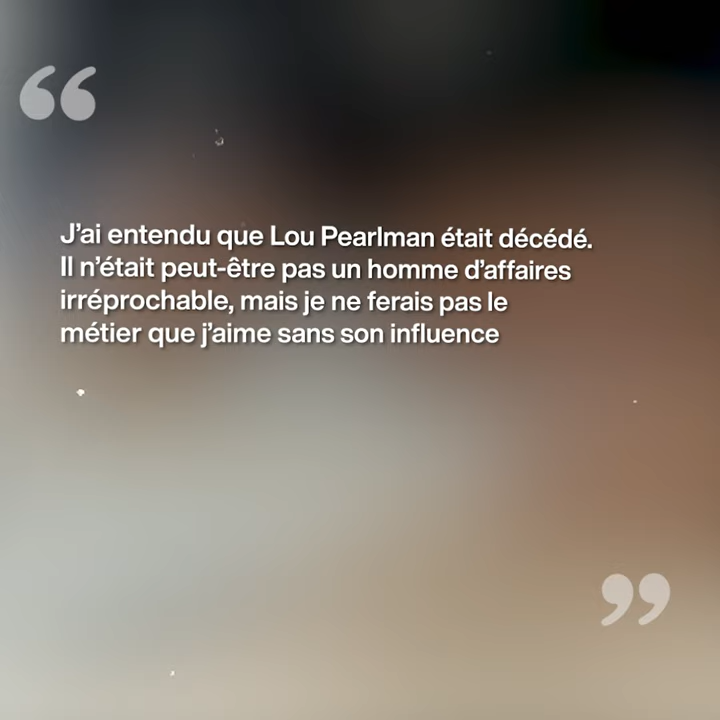 “
J’ai entendu que Lou Pearlman était décédé.
Il n’était peut-être pas un homme d’affaires
irréprochable, mais je ne ferais pas le
métier que j’aime sans son influence
”